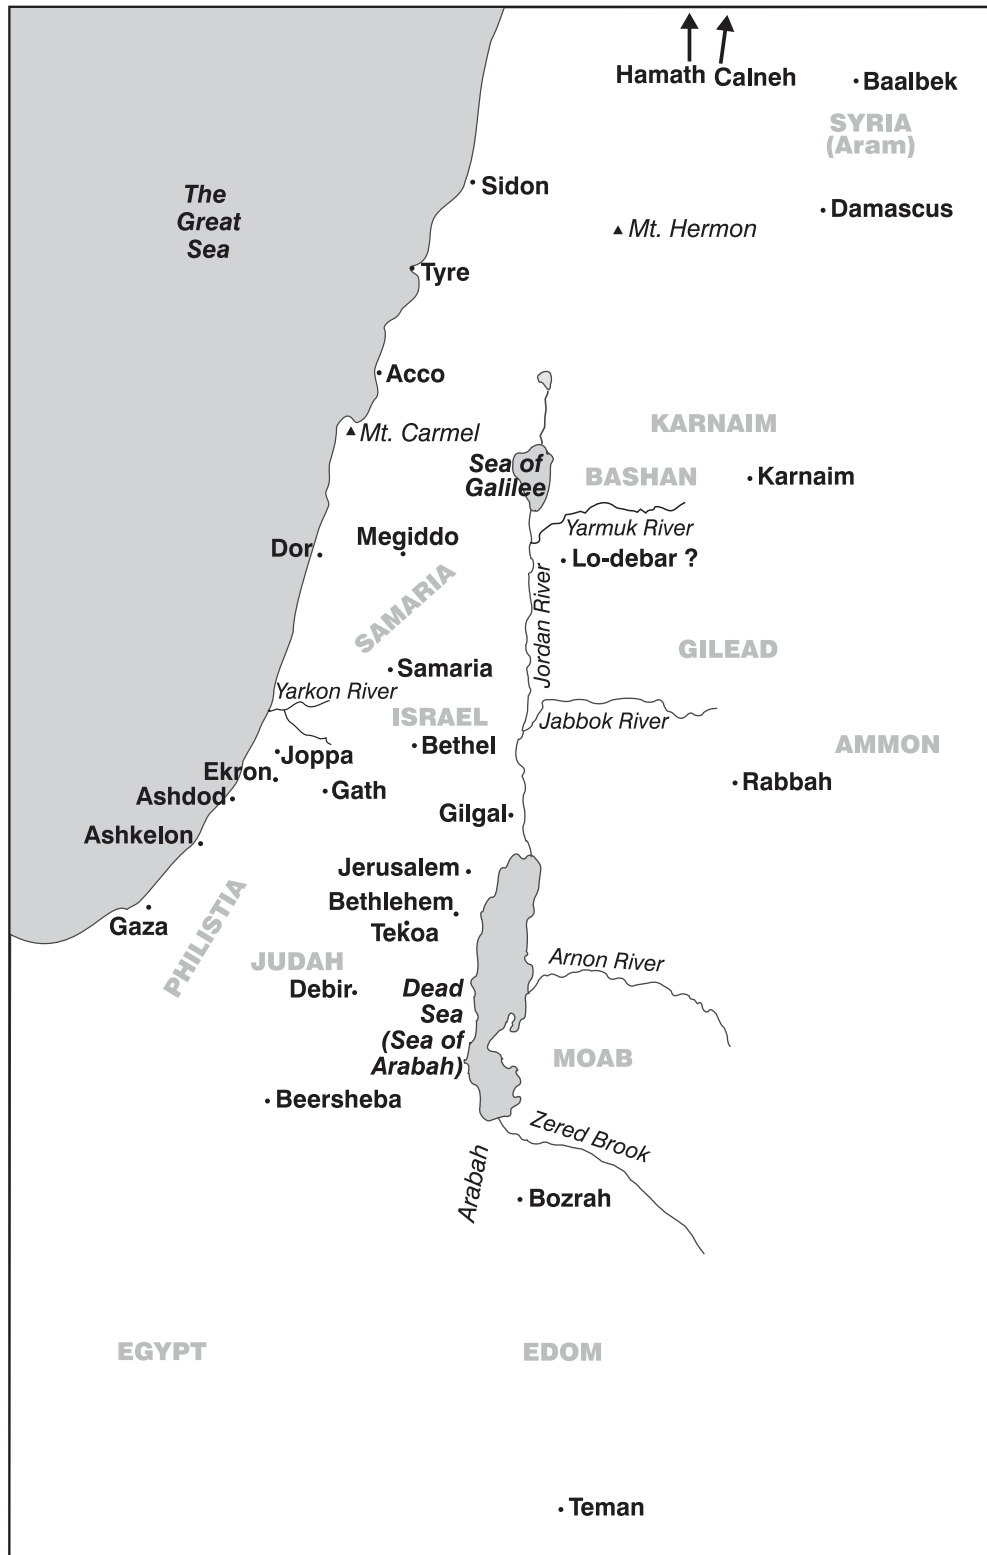 Hamath Calneh
Baalbek
SYRIA
(Aram)
Sidon
The
Great
Sea
Damascus
Mt. Hermon
Tyre
Acco
KARNAIM
Mt. Carmel
Sea of
Galilee
BASHAN
Karnaim
Yarmuk River
Megiddo
Dor
Lo-debar ?
SAMARIA
Jordan River
GILEAD
Samaria
Yarkon River
ISRAEL
Jabbok River
Bethel
AMMON
Joppa
Ekron
Rabbah
Ashdod
Gath
Gilgal
Ashkelon
Jerusalem
Bethlehem
Gaza
Tekoa
PHILISTIA
JUDAH
Arnon River
Debir
Dead
Sea
(Sea of
Arabah)
MOAB
Beersheba
Zered Brook
Arabah
Bozrah
EGYPT
EDOM
Teman